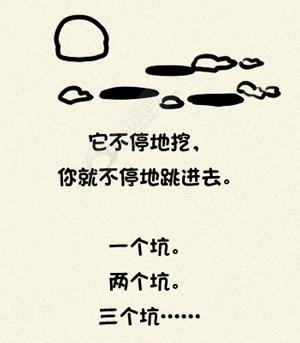 它不停地挖，
你就不停地跳进去。
一个坑。
两个坑。
三个坑……